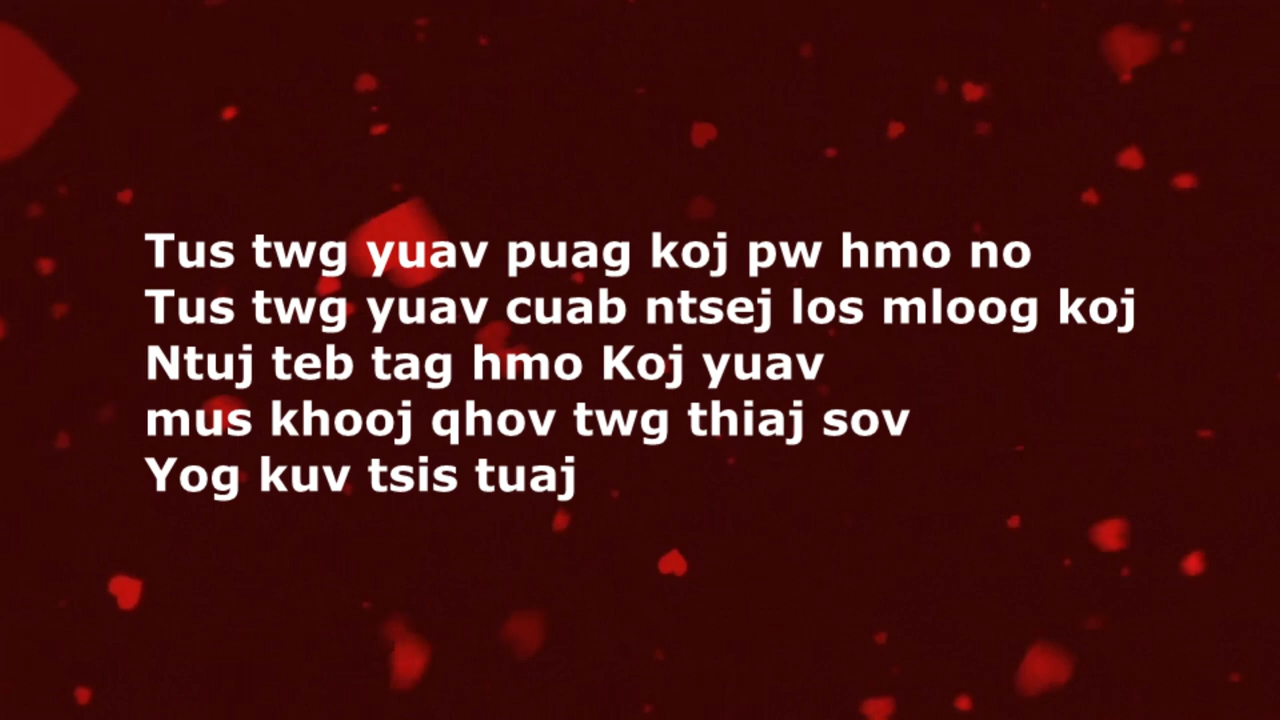 Tus twg yuav puag koj pw hmo no
Tus twg yuav cuab ntsej los mloog koj
Ntuj teb tag hmo Koj yuav
mus khooj qhov twg thiaj sov
Yog kuv tsis tuaj